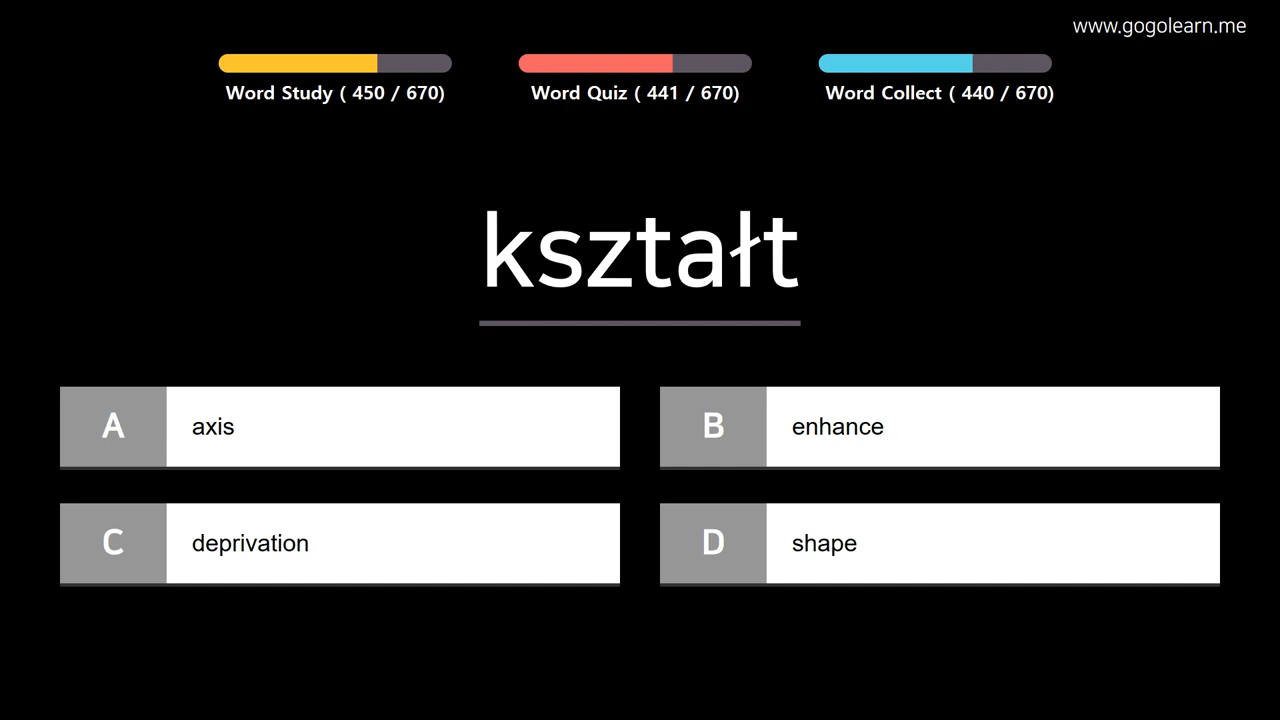 www.gogolearn.me
Word Study ( 450 / 670)
Word Quiz ( 441 / 670)
Word Collect ( 440 / 670)
kształt
A axis
B enhance
C deprivation
D shape